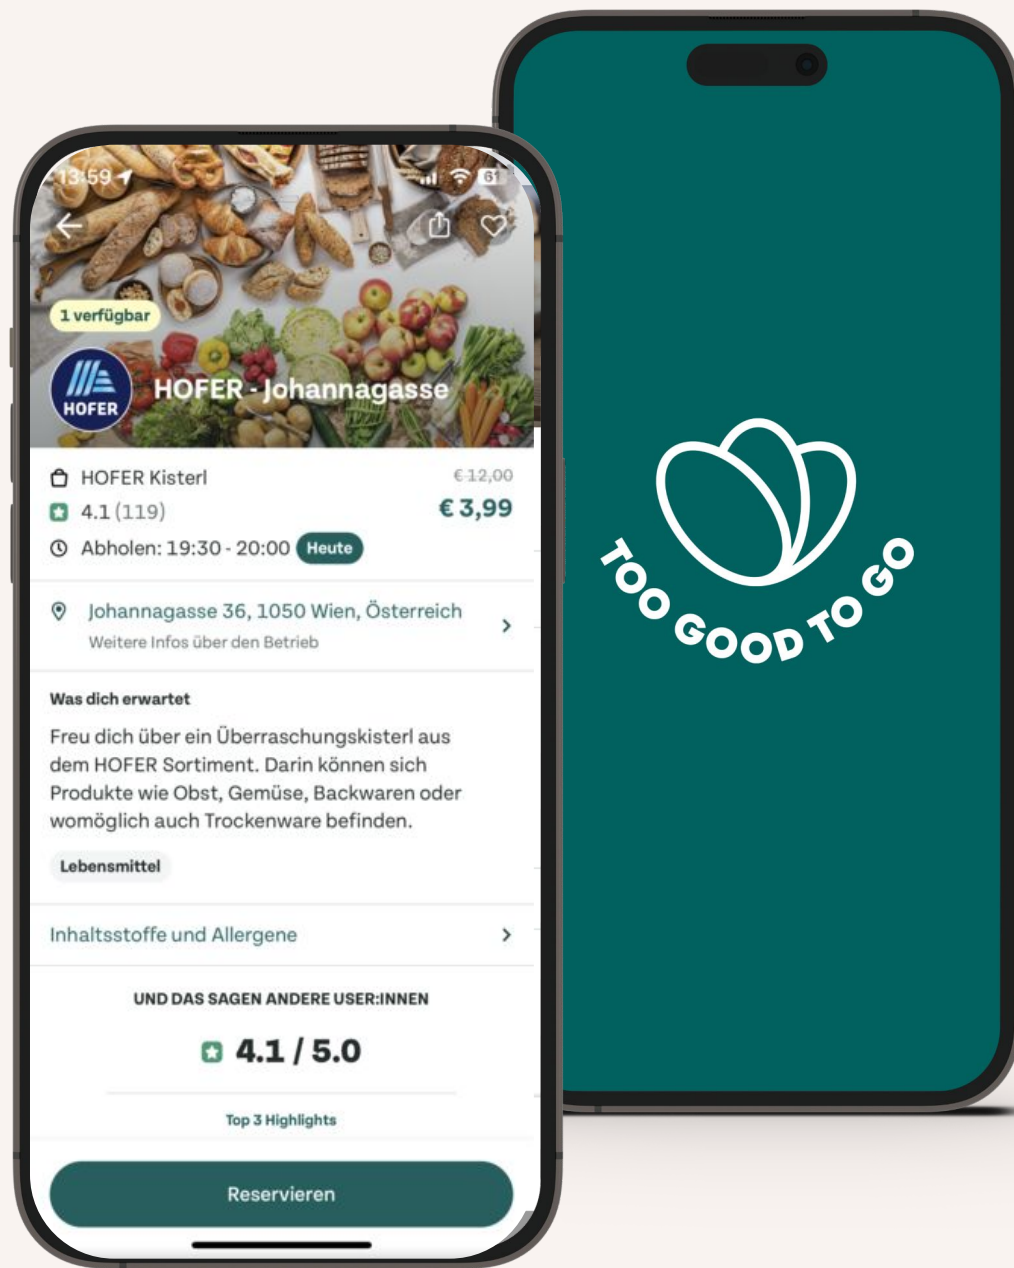 13:59
61
1 verfügbar
HOFER
HOFER - Johannagasse
HOFER Kisterl
€ 12,00
4.1 (119)
€ 3,99
Abholen: 19:30 - 20:00 Heute
Johannagasse 36, 1050 Wien, Österreich
Weitere Infos über den Betrieb
Was dich erwartet
Freu dich über ein Überraschungskisterl aus
dem HOFER Sortiment. Darin können sich
Produkte wie Obst, Gemüse, Backwaren oder
womöglich auch Trockenware befinden.
Lebensmittel
Inhaltsstoffe und Allergene
UND DAS SAGEN ANDERE USER:INNEN
4.1 / 5.0
Top 3 Highlights
Reservieren
TOO GOOD TO GO